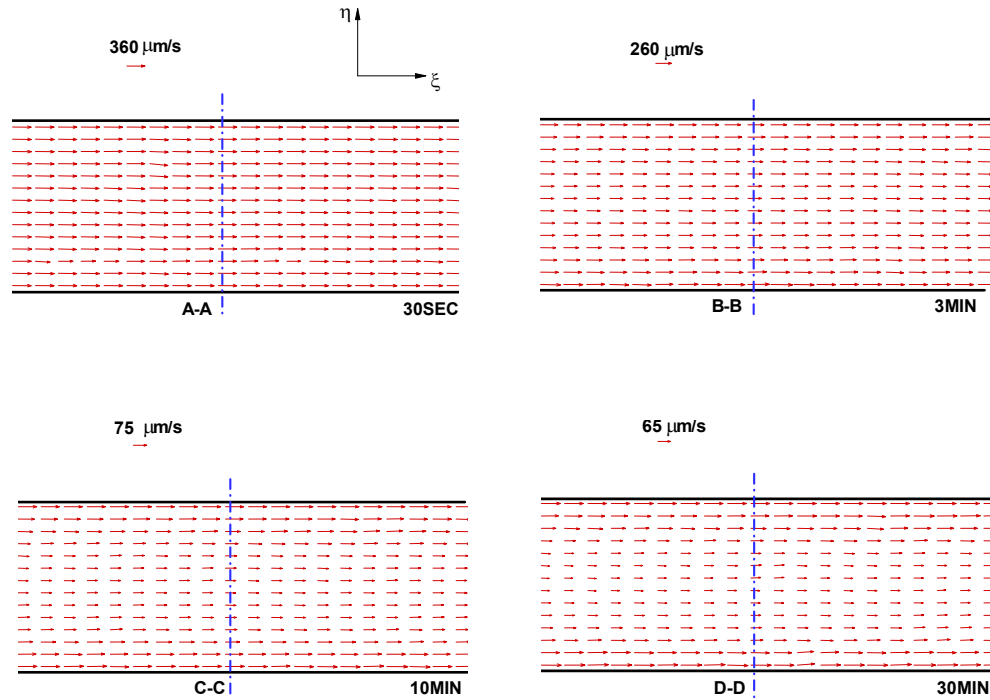 η
360 μm/s
ξ
260 μm/s
A-A
30SEC
B-B
3MIN
75 μm/s
65 μm/s
C-C
10MIN
D-D
30MIN